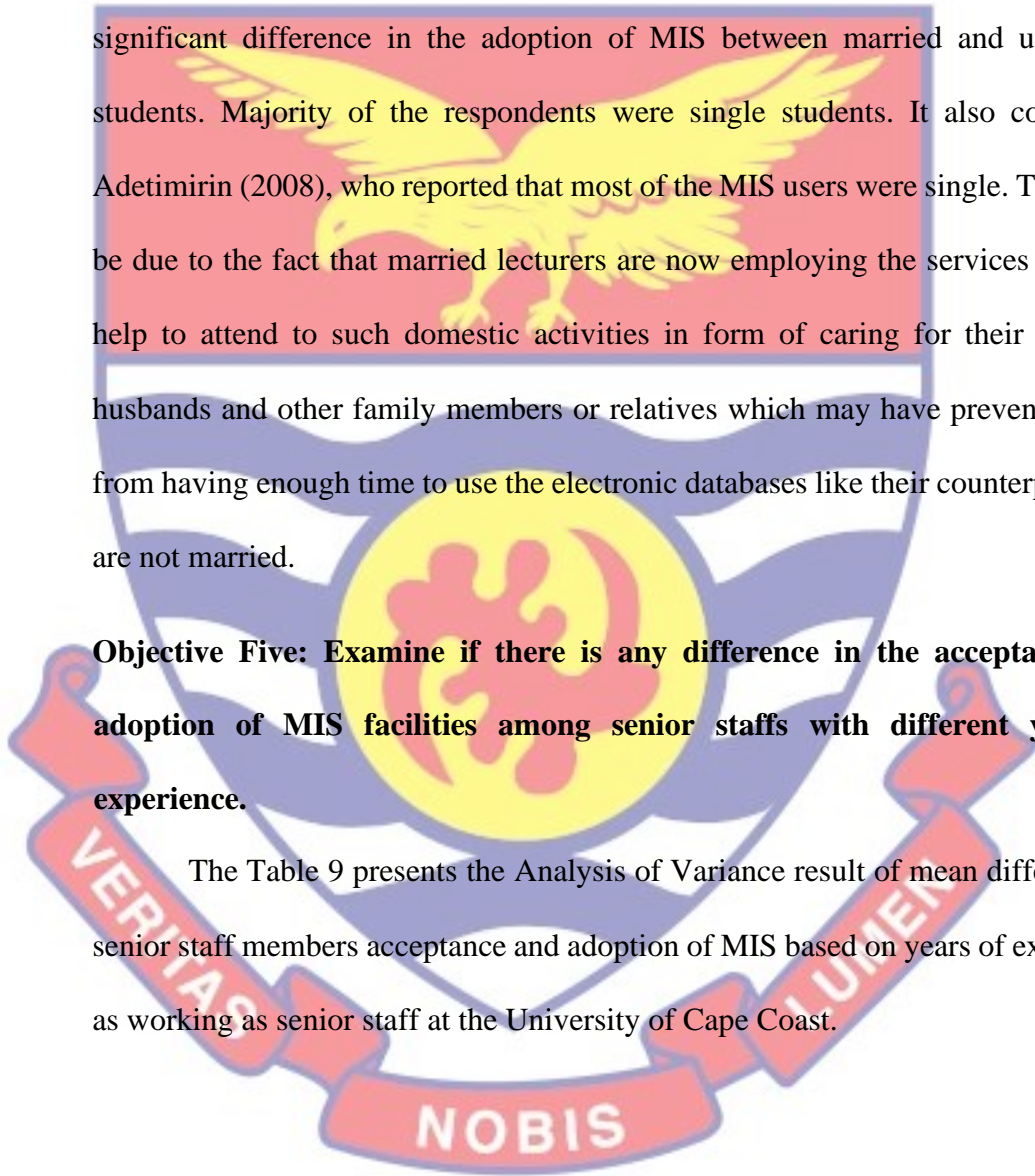 significant difference in the adoption of MIS between married and u
students. Majority of the respondents were single students. It also co
Adetimirin (2008), who reported that most of the MIS users were single. T
be due to the fact that married lecturers are now employing the services
help to attend to such domestic activities in form of caring for their
husbands and other family members or relatives which may have preven
from having enough time to use the electronic databases like their counter
are not married.
Objective Five: Examine if there is any difference in the accepta
adoption of MIS facilities among senior staffs with different y
experience.
The Table 9 presents the Analysis of Variance result of mean diffe
senior staff members acceptance and adoption of MIS based on years of ex
as working as senior staff at the University of Cape Coast.
VERITAS
NOBIS
LUMEN